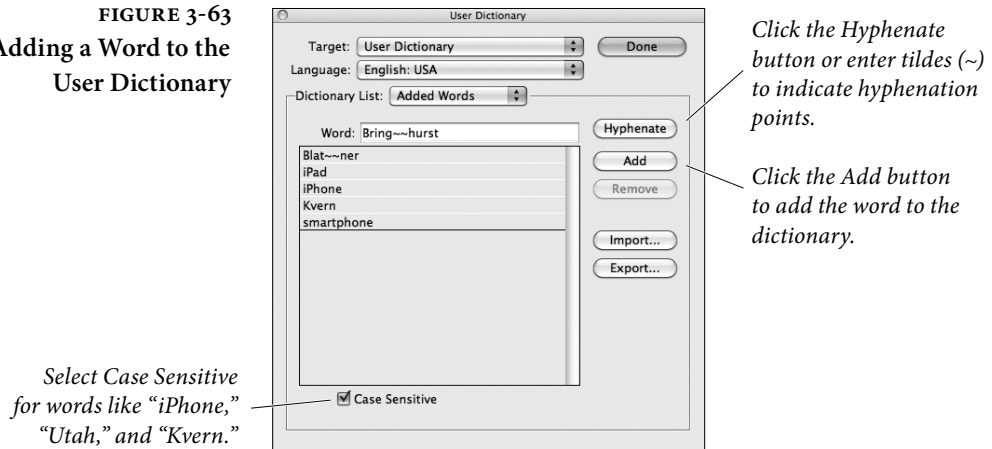 FIGURE 3-63
Adding a Word to the
User Dictionary
User Dictionary
Target: User Dictionary
Done
Language: English: USA
Dictionary List: Added Words
Word: Bring~~hurst
Hyphenate
Blat~~ner
iPad
iPhone
Kvern
smartphone
Add
Remove
Import...
Export...
Case Sensitive
Click the Hyphenate
button or enter tildes (~)
to indicate hyphenation
points.
Click the Add button
to add the word to the
dictionary.
Select Case Sensitive
for words like “iPhone,”
“Utah,” and “Kvern.”